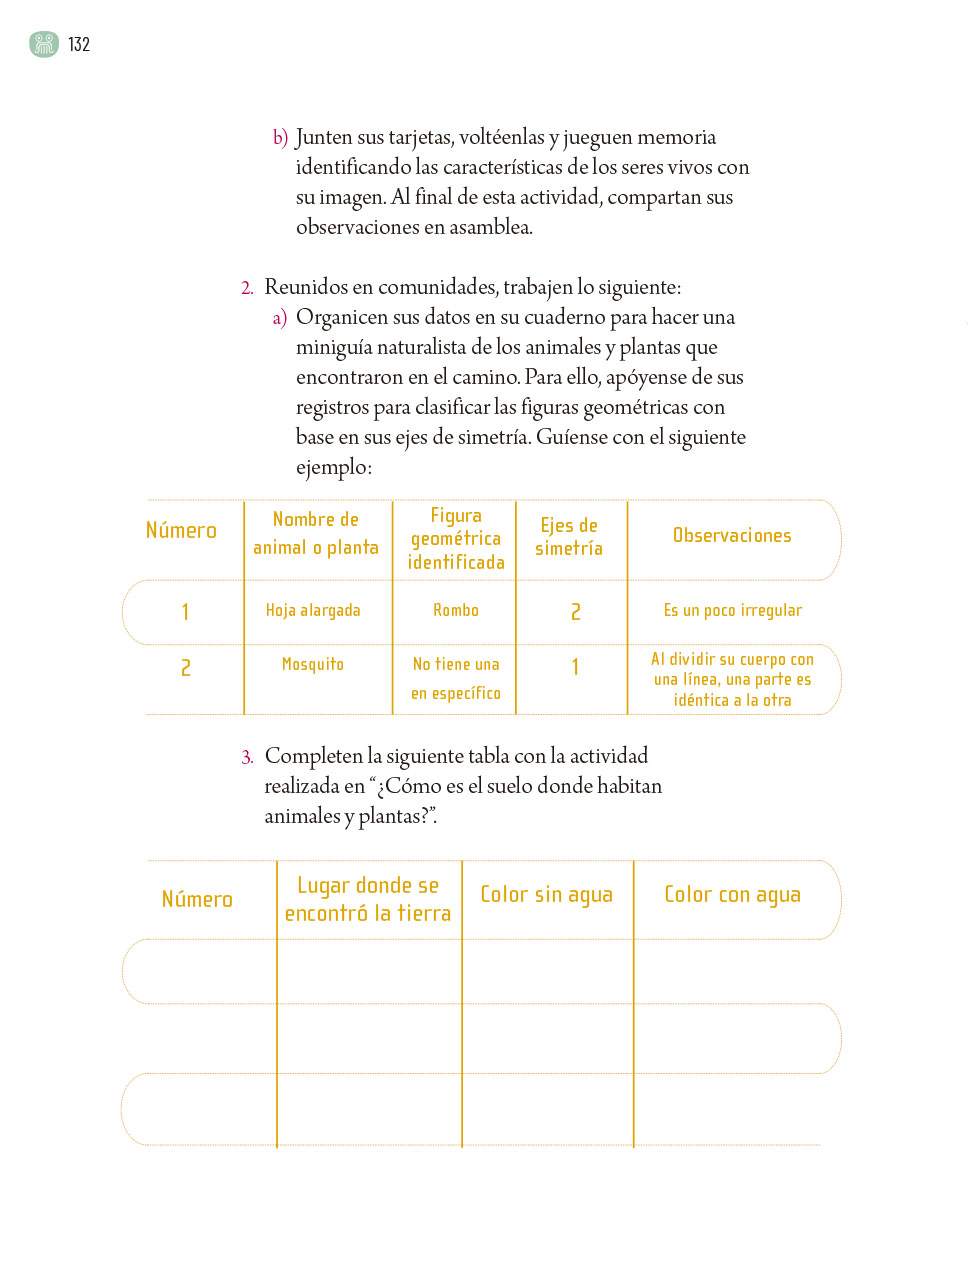 132
b) Junten sus tarjetas, voltéenlas y jueguen memoria
identificando las características de los seres vivos con
su imagen. Al final de esta actividad, compartan sus
observaciones en asamblea.
2. Reunidos en comunidades, trabajen lo siguiente:
a) Organicen sus datos en su cuaderno para hacer una
miniguía naturalista de los animales y plantas que
encontraron en el camino. Para ello, apóyense de sus
registros para clasificar las figuras geométricas con
base en sus ejes de simetría. Guíense con el siguiente
ejemplo:
Número
Nombre de
animal o planta
Figura
geométrica
identificada
Ejes de
simetría
Observaciones
1
Hoja alargada
Rombo
2
Es un poco irregular
2
Mosquito
No tiene una
en específico
1
Al dividir su cuerpo con
una línea, una parte es
idéntica a la otra
3. Completen la siguiente tabla con la actividad
realizada en “¿Cómo es el suelo donde habitan
animales y plantas?”.
Número
Lugar donde se
encontró la tierra
Color sin agua
Color con agua